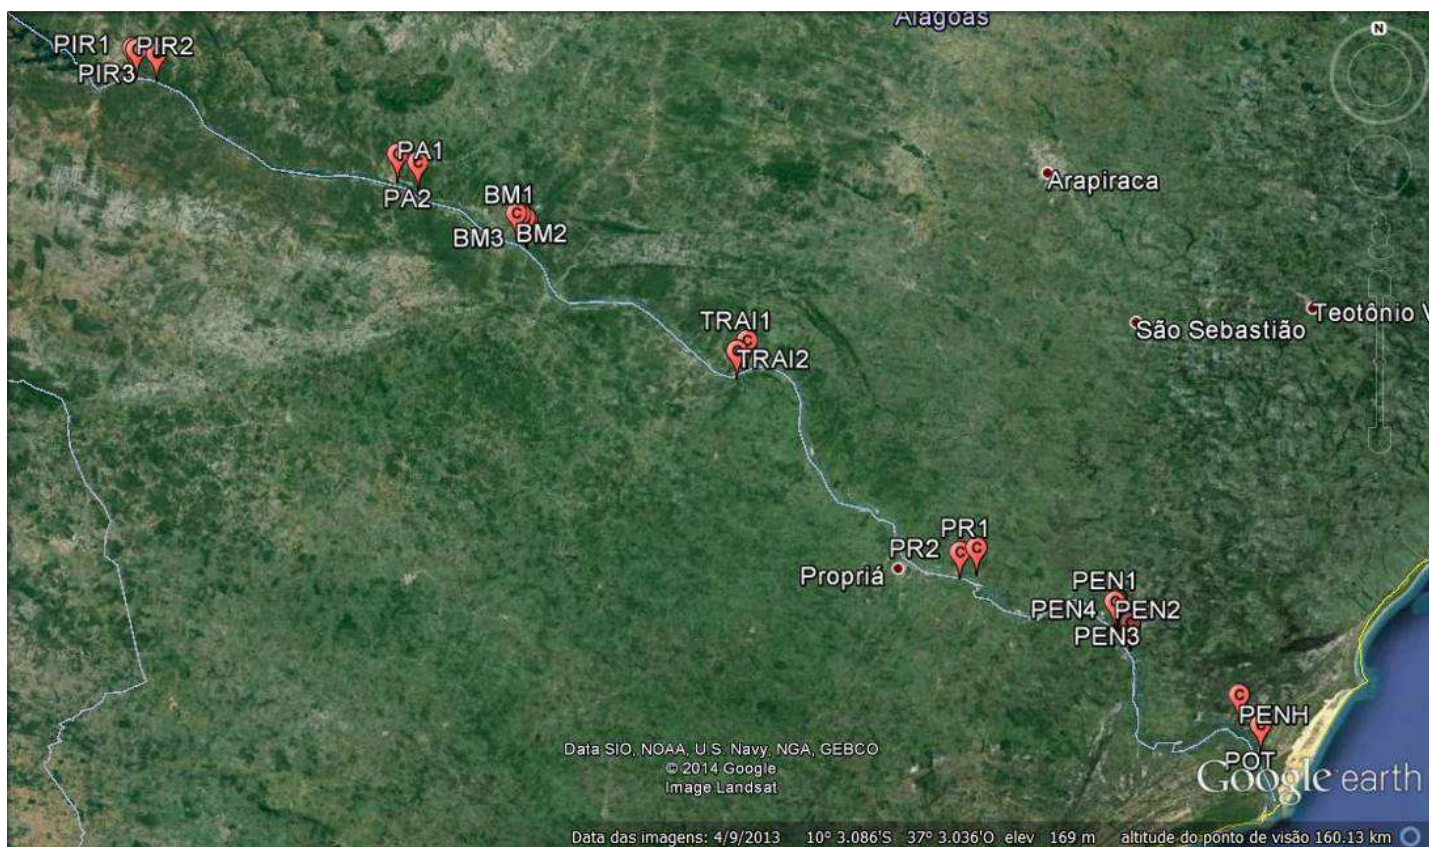 Alagoas
N
PIR1
PIR2
PIR3
C
PA1
PA2
BM1
C
BM3
BM2
Arapiraca
Teotônio V
São Sebastião
TRAI1
C
TRAI2
PR1
PR2
C
C
Propriá
PEN1
C
PEN4
PEN2
PEN3
C
PENH
POT
Data SIO, NOAA, U.S. Navy, NGA, GEBCO
© 2014 Google
Image Landsat
Google earth
Data das imagens: 4/9/2013 10° 3.086'S 37° 3.036'O elev 169 m altitude do ponto de visão 160.13 km